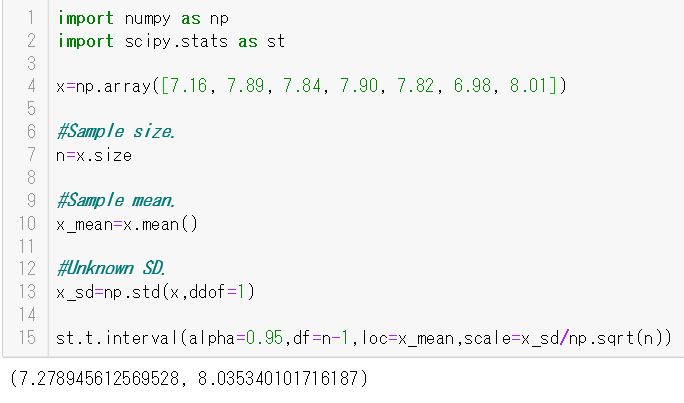 1 import numpy as np
2 import scipy.stats as st
3
4 x=np.array([7.16, 7.89, 7.84, 7.90, 7.82, 6.98, 8.01])
5
6 #Sample size.
7 n=x.size
8
9 #Sample mean.
10 x_mean=x.mean()
11
12 #Unknown SD.
13 x_sd=np.std(x,ddof=1)
14
15 st.t.interval(alpha=0.95,df=n-1,loc=x_mean,scale=x_sd/np.sqrt(n))
(7.278945612569528, 8.035340101716187)